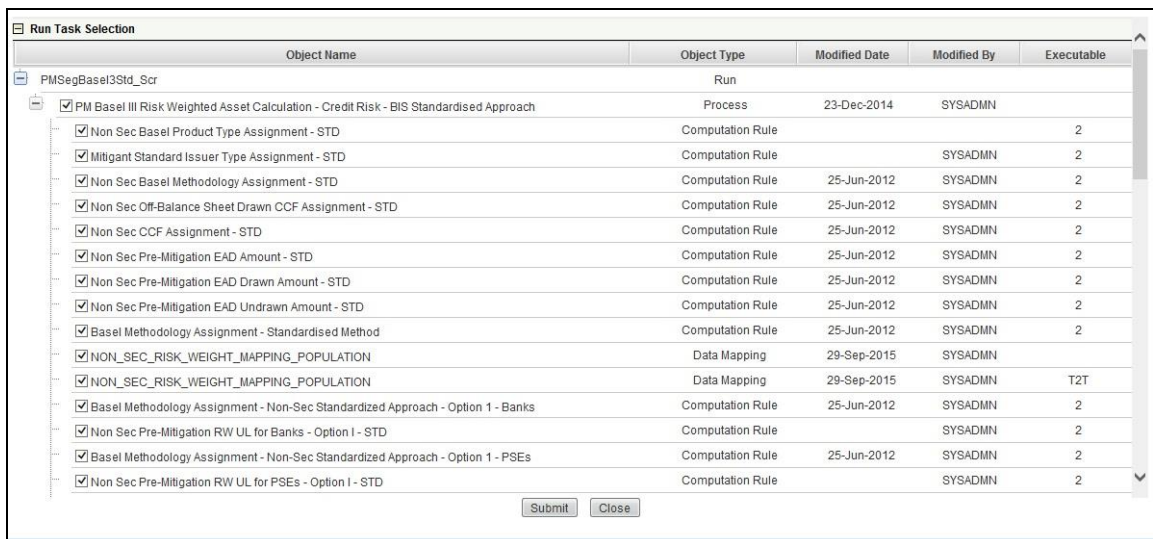 Run Task Selection
Object Name Object Type Modified Date Modified By Executable
PMSegBasel3Std_Scr Run
PM Basel III Risk Weighted Asset Calculation - Credit Risk - BIS Standardised Approach Process 23-Dec-2014 SYSADMN
Non Sec Basel Product Type Assignment - STD Computation Rule 2
Mitigant Standard Issuer Type Assignment - STD Computation Rule SYSADMN 2
Non Sec Basel Methodology Assignment - STD Computation Rule 25-Jun-2012 SYSADMN 2
Non Sec Off-Balance Sheet Drawn CCF Assignment - STD Computation Rule 25-Jun-2012 SYSADMN 2
Non Sec CCF Assignment - STD Computation Rule 25-Jun-2012 SYSADMN 2
Non Sec Pre-Mitigation EAD Amount - STD Computation Rule 25-Jun-2012 SYSADMN 2
Non Sec Pre-Mitigation EAD Drawn Amount - STD Computation Rule 25-Jun-2012 SYSADMN 2
Non Sec Pre-Mitigation EAD Undrawn Amount - STD Computation Rule 25-Jun-2012 SYSADMN 2
Basel Methodology Assignment - Standardised Method Computation Rule 25-Jun-2012 SYSADMN 2
NON_SEC_RISK_WEIGHT_MAPPING_POPULATION Data Mapping 29-Sep-2015 SYSADMN
NON_SEC_RISK_WEIGHT_MAPPING_POPULATION Data Mapping 29-Sep-2015 SYSADMN T2T
Basel Methodology Assignment - Non-Sec Standardized Approach - Option 1 - Banks Computation Rule 25-Jun-2012 SYSADMN 2
Non Sec Pre-Mitigation RW UL for Banks - Option I - STD Computation Rule SYSADMN 2
Basel Methodology Assignment - Non-Sec Standardized Approach - Option 1 - PSEs Computation Rule 25-Jun-2012 SYSADMN 2
Non Sec Pre-Mitigation RW UL for PSEs - Option I - STD Computation Rule SYSADMN 2
Submit Close